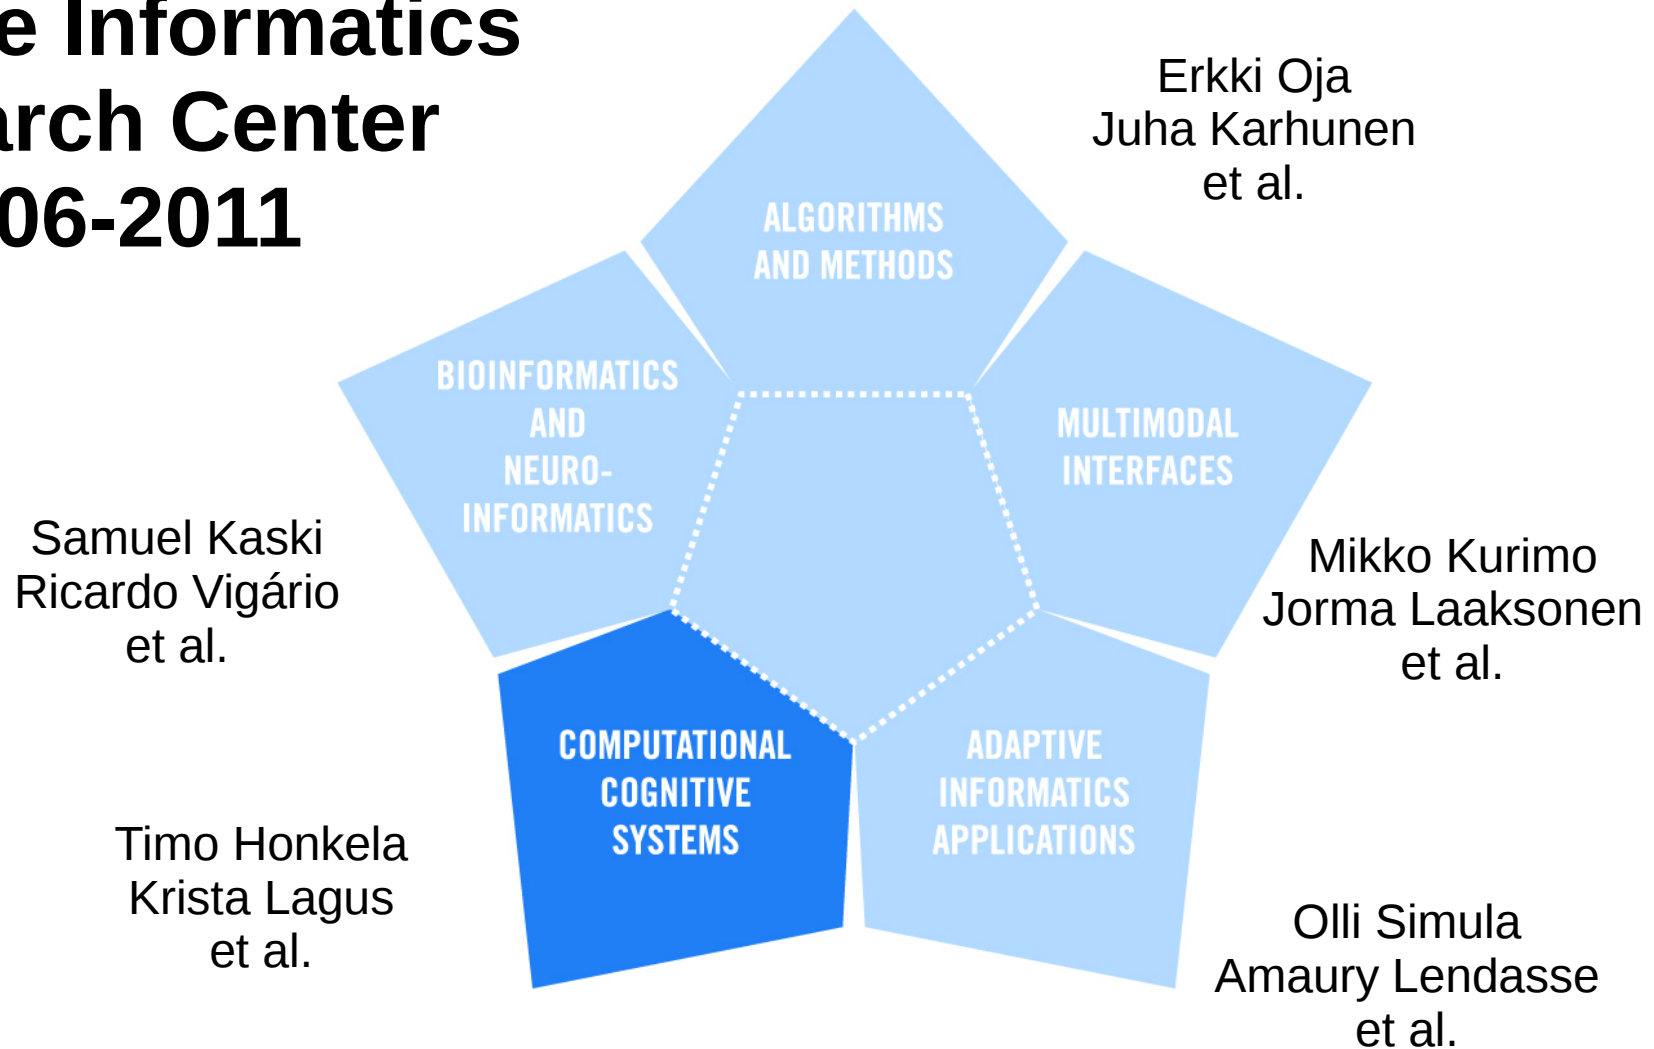 e Informatics
arch Center
06-2011
Erkki Oja
Juha Karhunen
et al.
ALGORITHMS
AND METHODS
BIOINFORMATICS
AND
NEURO-
INFORMATICS
MULTIMODAL
INTERFACES
Samuel Kaski
Ricardo Vigário
et al.
Mikko Kurimo
Jorma Laaksonen
et al.
COMPUTATIONAL
COGNITIVE
SYSTEMS
ADAPTIVE
INFORMATICS
APPLICATIONS
Timo Honkela
Krista Lagus
et al.
Olli Simula
Amaury Lendasse
et al.